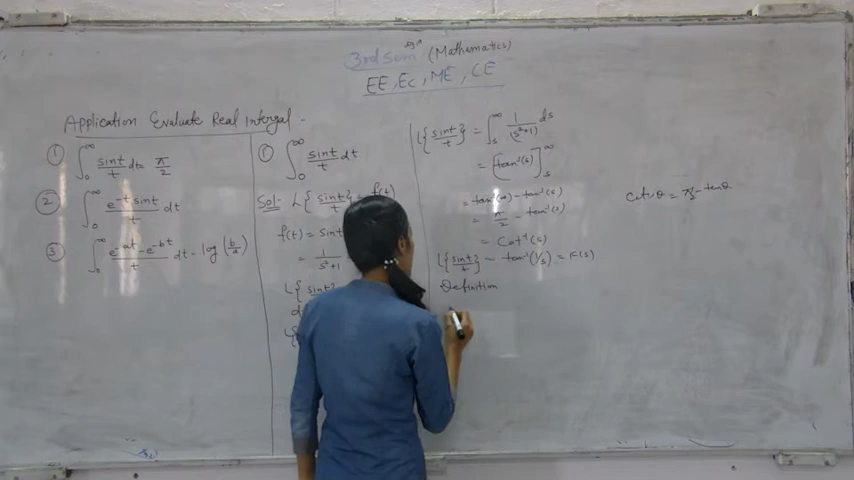 3rd Sem (Mathematics)
EE, EC, ME, CE
Application Evaluate Real Intergal.
① ∫₀^∞ sint/t dt = π/2
② ∫₀^∞ e^-t sint/t dt
③ ∫₀^∞ e^-at - e^-bt/t dt - log(b/a)
① ∫₀^∞ sint/t dt
Sol:- L{sint/t} = f(t)
f(t) = sint
= 1/s²+1
L{sint
L{sint/t} = ∫ₛ^∞ 1/(s²+1) ds
= [tan⁻¹(s)]ₛ^∞
= tan⁻¹(∞) - tan⁻¹(s)
= π/2 - tan⁻¹(s)
= Cot⁻¹(s)
L{sint/t} = tan⁻¹(1/s) = F(s)
Definition
Cot⁻¹θ = π/2 - tanθ